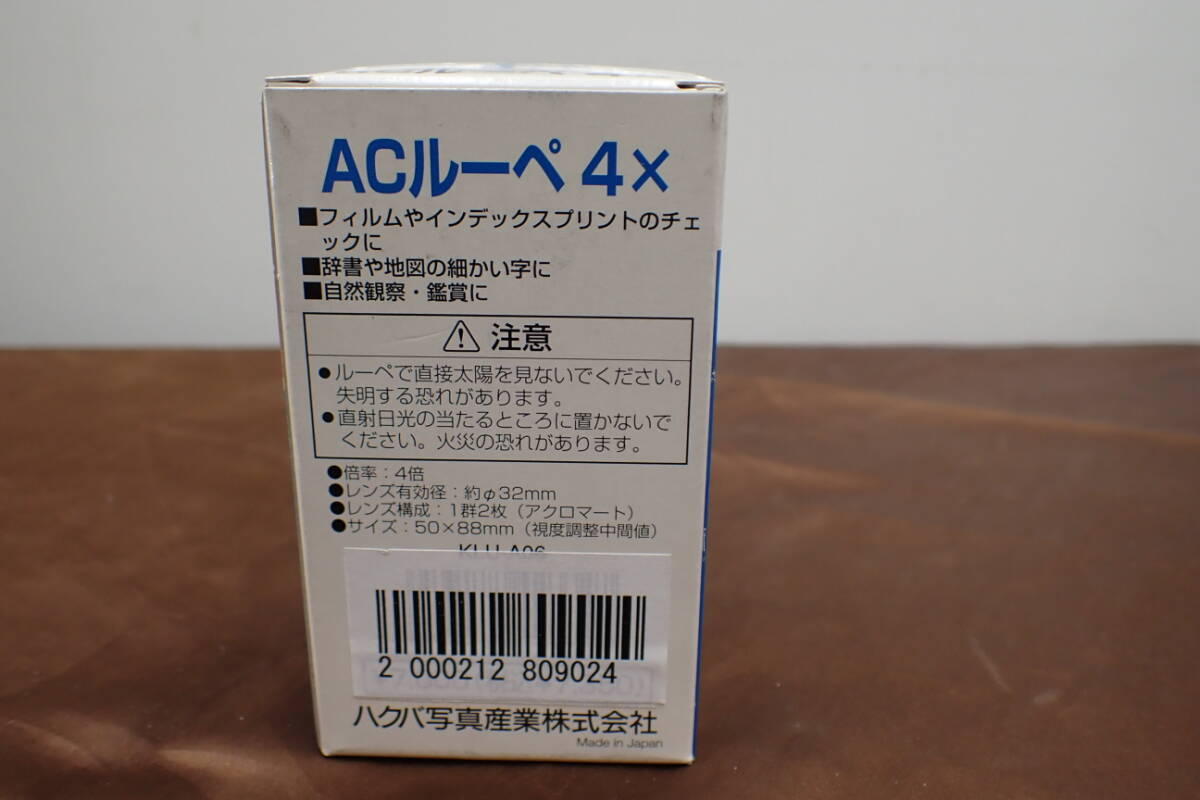 ACルーペ 4×
■フィルムやインデックスプリントのチェ
ックに
■辞書や地図の細かい字に
■自然観察・鑑賞に
注意
●ルーペで直接太陽を見ないでください。
失明する恐れがあります。
●直射日光の当たるところに置かないで
ください。火災の恐れがあります。
●倍率：4倍
●レンズ有効径：約φ32mm
●レンズ構成：1群2枚（アクロマート）
●サイズ：50×88mm（視度調整中間値）
2 000212 809024
ハクバ写真産業株式会社
Made in Japan